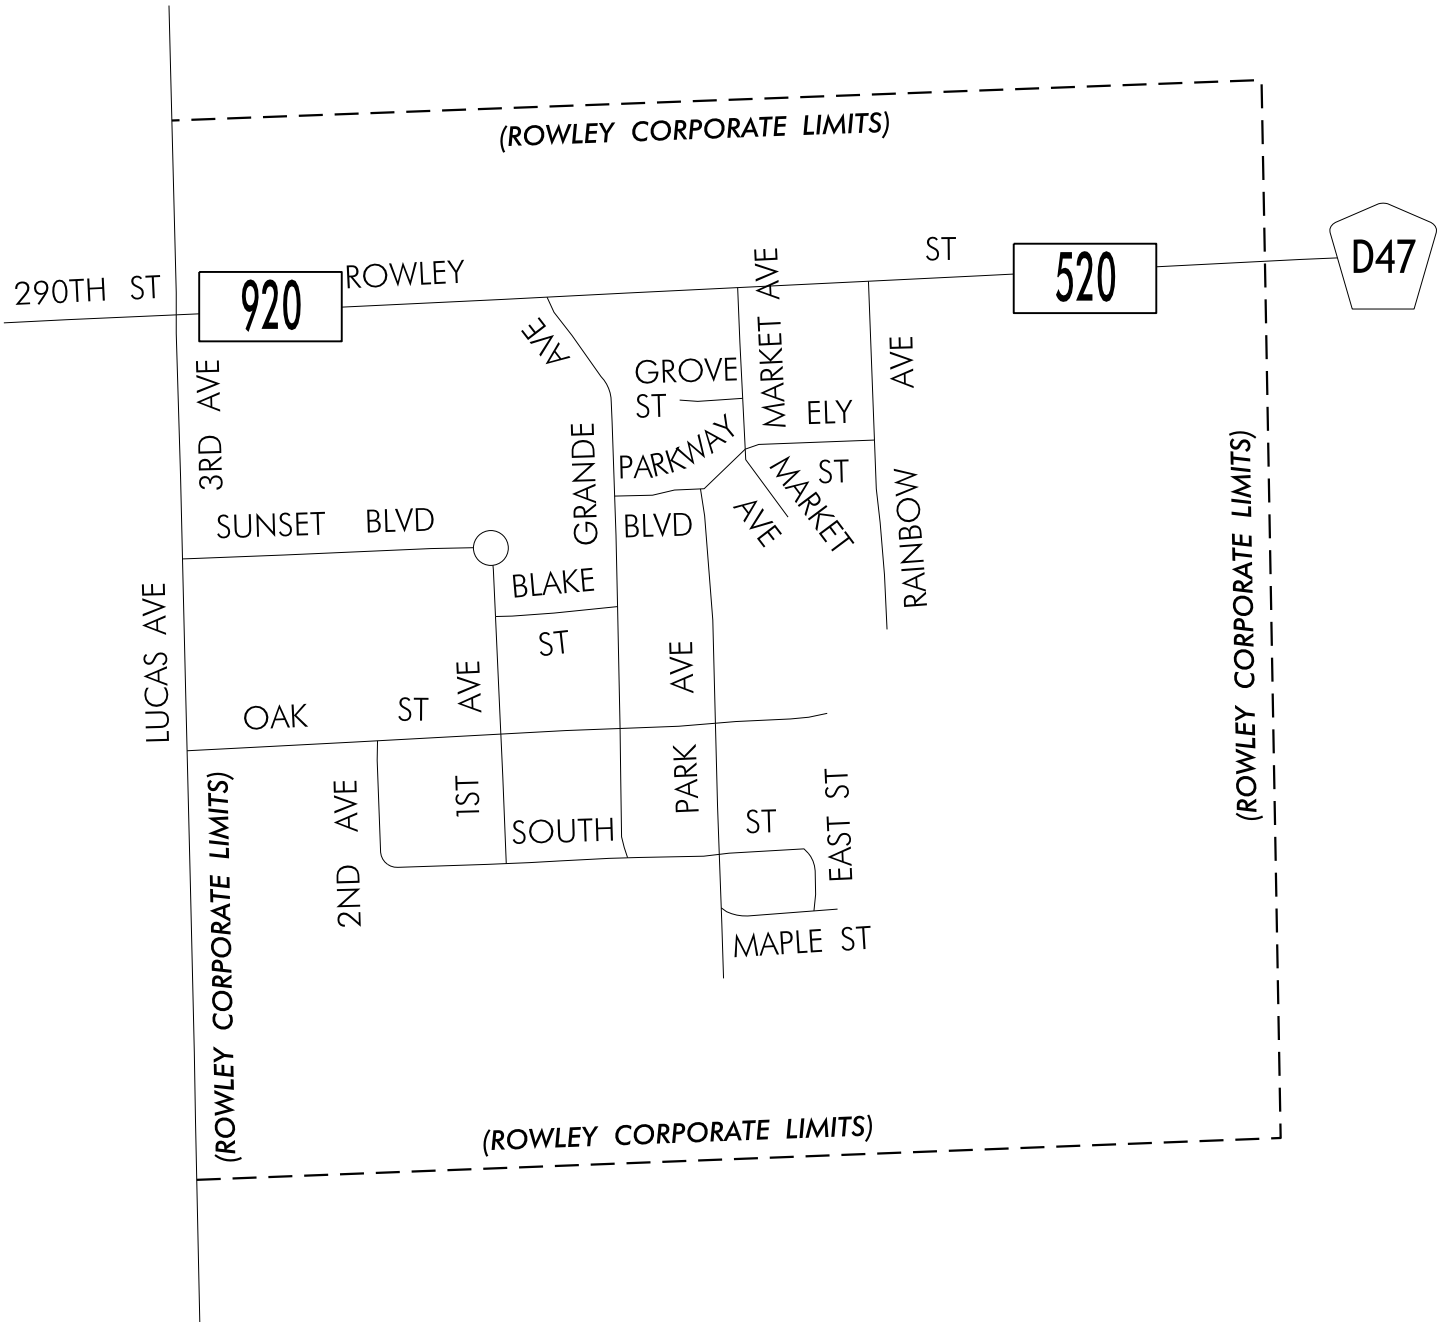 (ROWLEY CORPORATE LIMITS)
290TH ST
920
ROWLEY
ST
520
D47
3RD AVE
AVE
GRANDE
GROVE
ST
MARKET AVE
ELY
ST
AVE
RAINBOW
PARKWAY
BLVD
MARKET
AVE
SUNSET BLVD
BLAKE
ST
LUCAS AVE
OAK ST
AVE
1ST
AVE
PARK
2ND AVE
SOUTH
ST
EAST ST
MAPLE ST
(ROWLEY CORPORATE LIMITS)
(ROWLEY CORPORATE LIMITS)
(ROWLEY CORPORATE LIMITS)